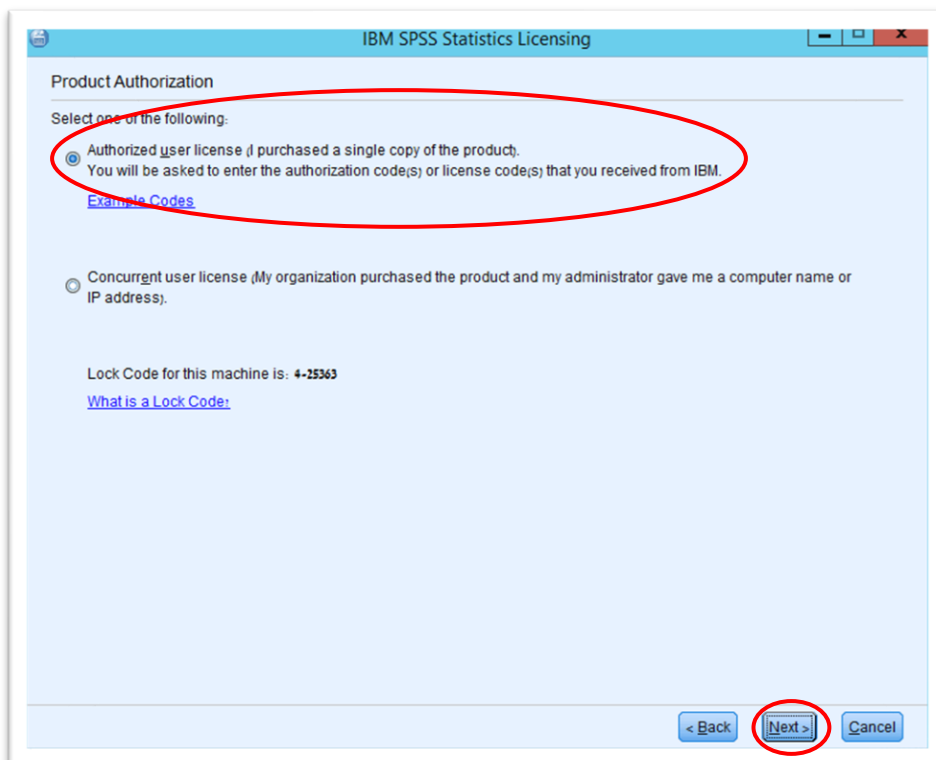 IBM SPSS Statistics Licensing
Product Authorization
Select one of the following:
Authorized user license (I purchased a single copy of the product).
You will be asked to enter the authorization code(s) or license code(s) that you received from IBM.
Example Codes
Concurrent user license (My organization purchased the product and my administrator gave me a computer name or
IP address).
Lock Code for this machine is: 4-25363
What is a Lock Code?
< Back
Next >
Cancel